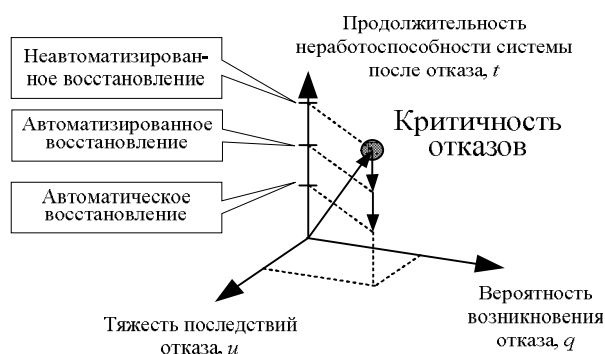 Продолжительность
неработоспособности системы
после отказа, t
Неавтоматизирован-
ное восстановление
Автоматизированное
восстановление
Автоматическое
восстановление
Критичность
отказов
Тяжесть последствий
отказа, u
Вероятность
возникновения
отказа, q